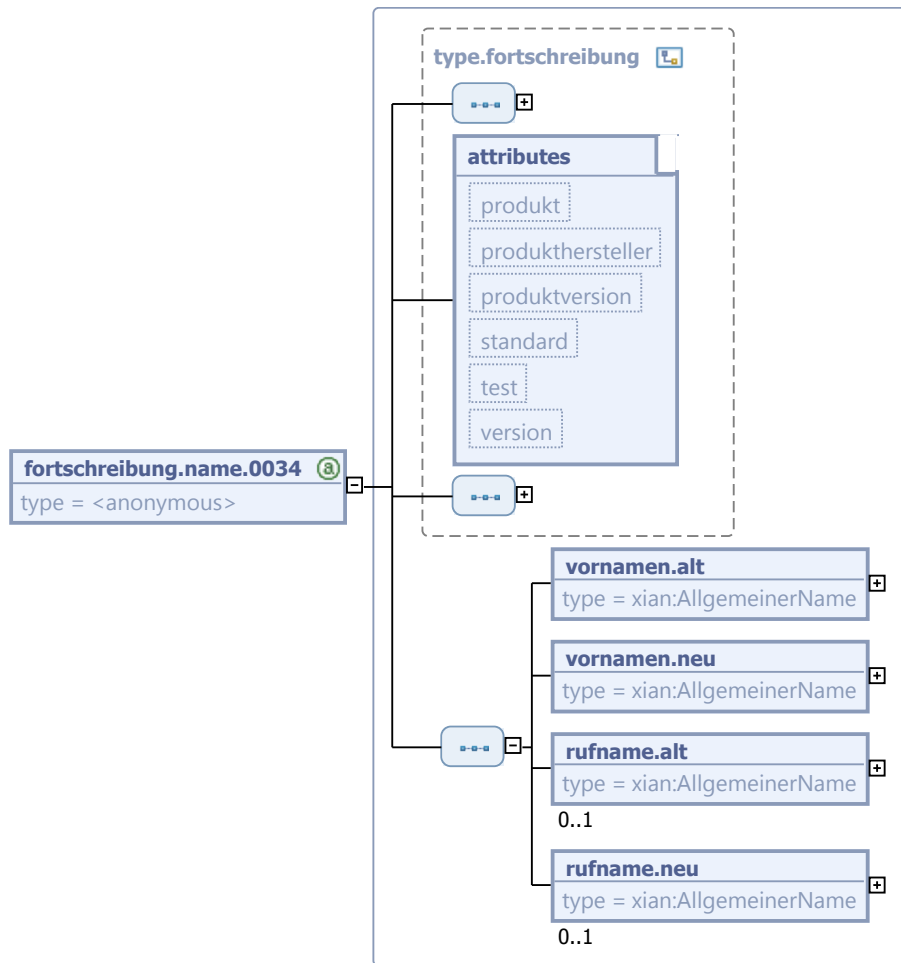 type.fortschreibung
attributes
produkt
produkthersteller
produktversion
standard
test
version
fortschreibung.name.0034 a
type = <anonymous>
vornamen.alt
type = xian:AllgemeinerName
vornamen.neu
type = xian:AllgemeinerName
rufname.alt
type = xian:AllgemeinerName
0..1
rufname.neu
type = xian:AllgemeinerName
0..1